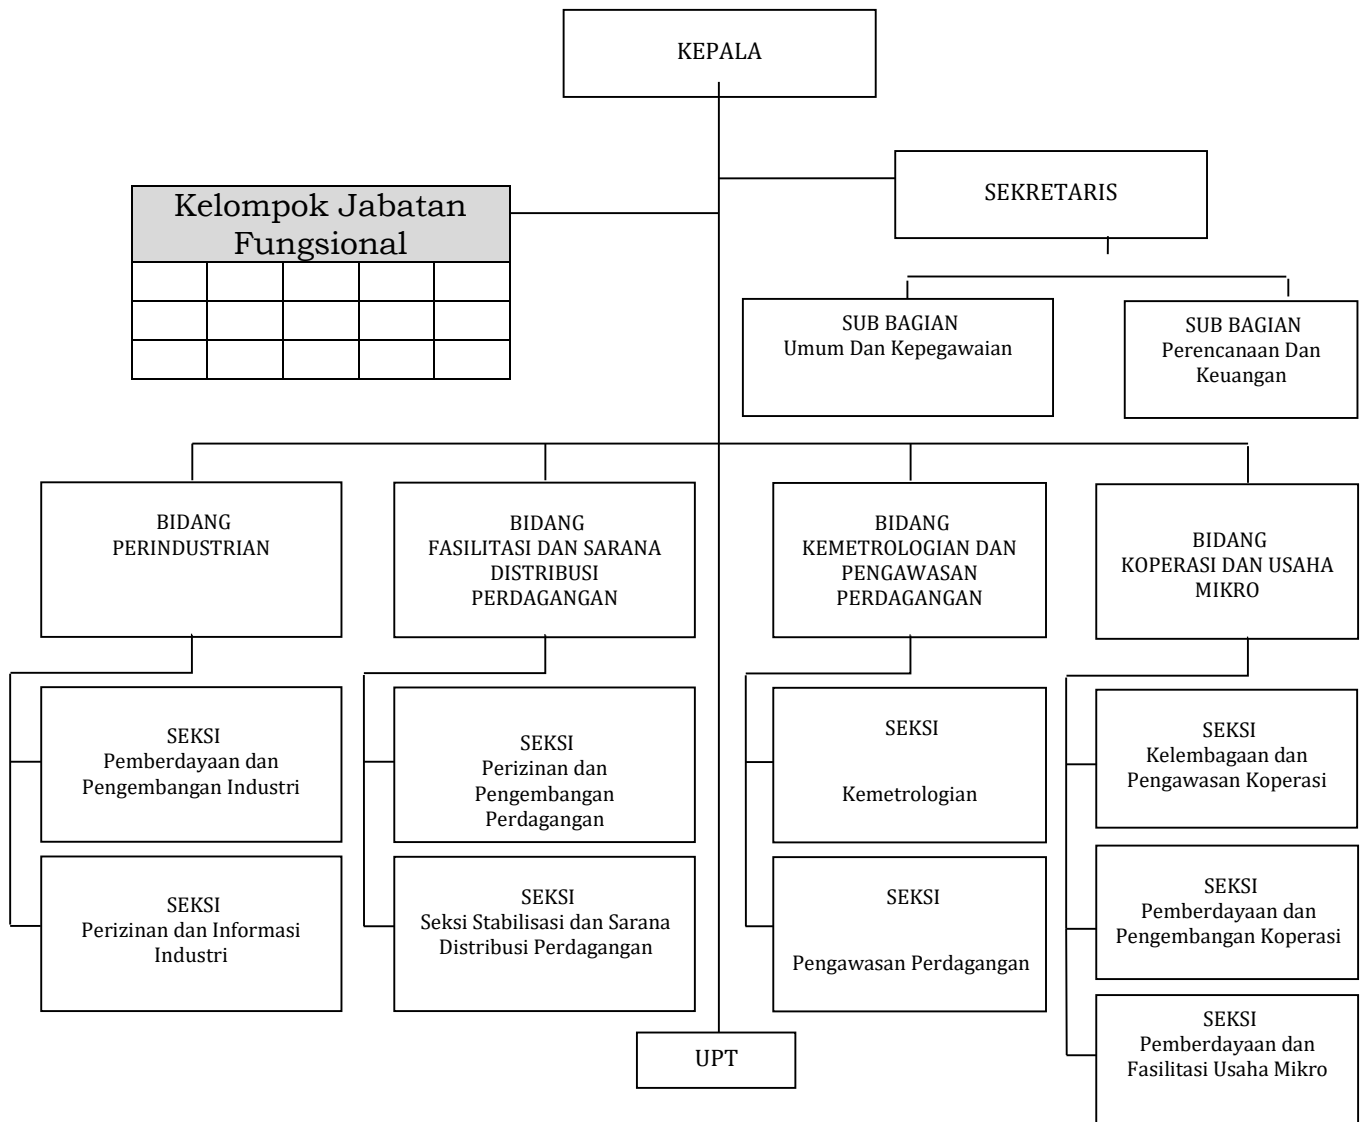 KEPALA
SEKRETARIS
Kelompok Jabatan
Fungsional
SUB BAGIAN
Umum Dan Kepegawaian
SUB BAGIAN
Perencanaan Dan
Keuangan
BIDANG
PERINDUSTRIAN
BIDANG
FASILITASI DAN SARANA
DISTRIBUSI
PERDAGANGAN
BIDANG
KEMETROLOGIAN DAN
PENGAWASAN
PERDAGANGAN
BIDANG
KOPERASI DAN USAHA
MIKRO
SEKSI
Pemberdayaan dan
Pengembangan Industri
SEKSI
Perizinan dan
Pengembangan
Perdagangan
SEKSI
Kemetrologian
SEKSI
Kelembagaan dan
Pengawasan Koperasi
SEKSI
Perizinan dan Informasi
Industri
SEKSI
Seksi Stabilisasi dan Sarana
Distribusi Perdagangan
SEKSI
Pengawasan Perdagangan
SEKSI
Pemberdayaan dan
Pengembangan Koperasi
SEKSI
Pemberdayaan dan
Fasilitasi Usaha Mikro
UPT